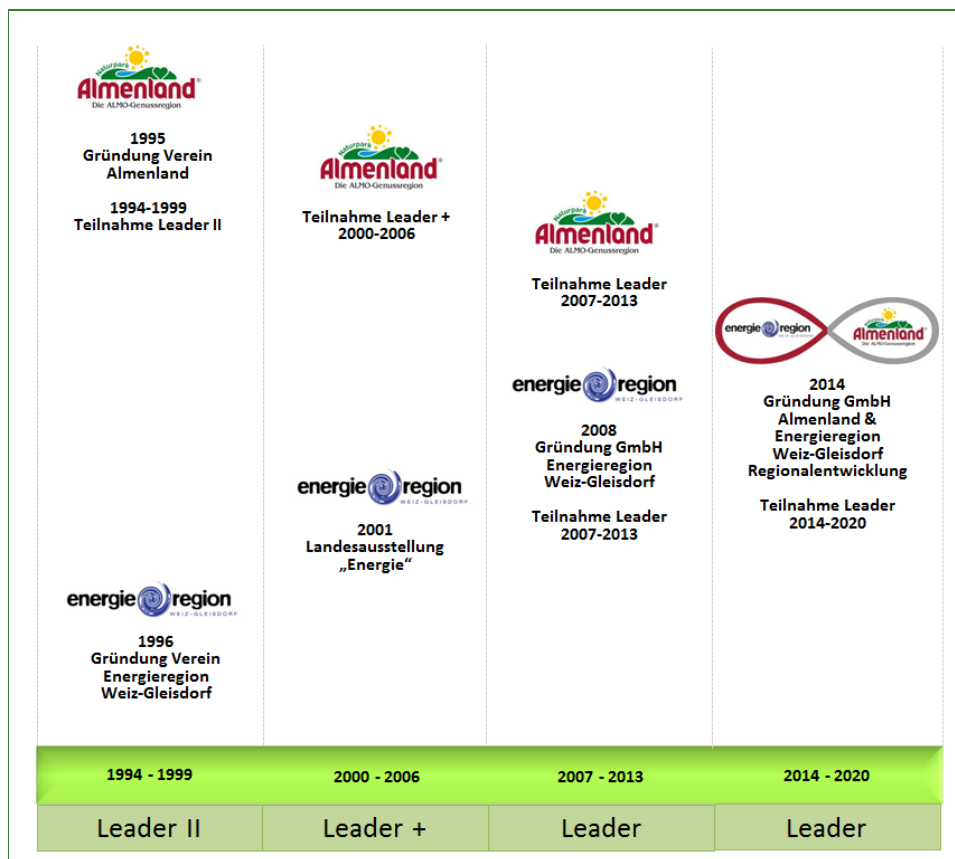 Naturpark
Almenland®
Die ALMO-Genussregion
1995
Gründung Verein
Almenland
1994-1999
Teilnahme Leader II
energie region
WEIZ-GLEISDORF
1996
Gründung Verein
Energieregion
Weiz-Gleisdorf
Naturpark
Almenland®
Die ALMO-Genussregion
Teilnahme Leader +
2000-2006
energie region
WEIZ-GLEISDORF
2001
Landesausstellung
„Energie“
Naturpark
Almenland®
Die ALMO-Genussregion
Teilnahme Leader
2007-2013
energie region
WEIZ-GLEISDORF
2008
Gründung GmbH
Energieregion
Weiz-Gleisdorf
Teilnahme Leader
2007-2013
energie region
WEIZ-GLEISDORF
Naturpark
Almenland®
Die ALMO-Genussregion
2014
Gründung GmbH
Almenland &
Energieregion
Weiz-Gleisdorf
Regionalentwicklung
Teilnahme Leader
2014-2020
1994 - 1999
2000 - 2006
2007 - 2013
2014 - 2020
Leader II
Leader +
Leader
Leader